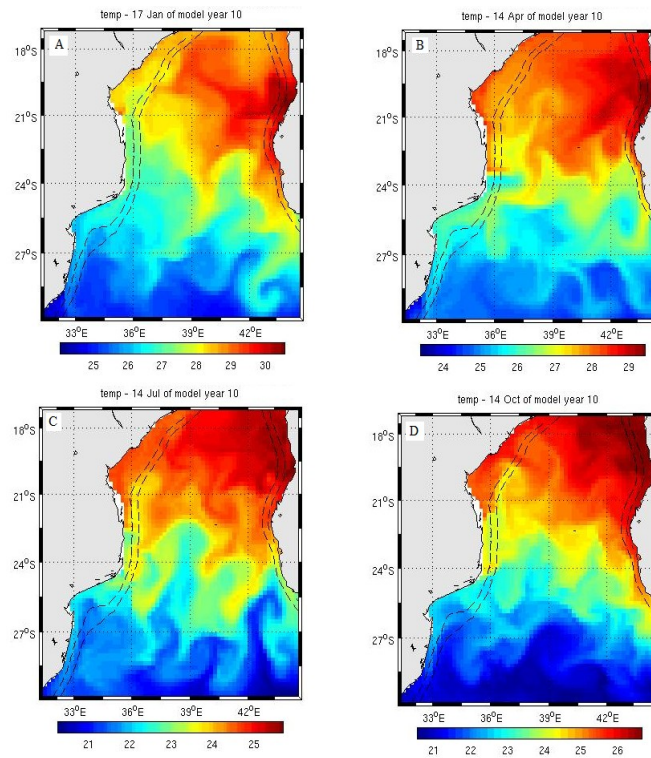 temp - 17 Jan of model year 10
A
18°S
21°S
24°S
27°S
33°E 36°E 39°E 42°E
25 26 27 28 29 30
temp - 14 Apr of model year 10
B
18°S
21°S
24°S
27°S
33°E 36°E 39°E 42°E
24 25 26 27 28 29
temp - 14 Jul of model year 10
C
18°S
21°S
24°S
27°S
33°E 36°E 39°E 42°E
21 22 23 24 25
temp - 14 Oct of model year 10
D
18°S
21°S
24°S
27°S
33°E 36°E 39°E 42°E
21 22 23 24 25 26